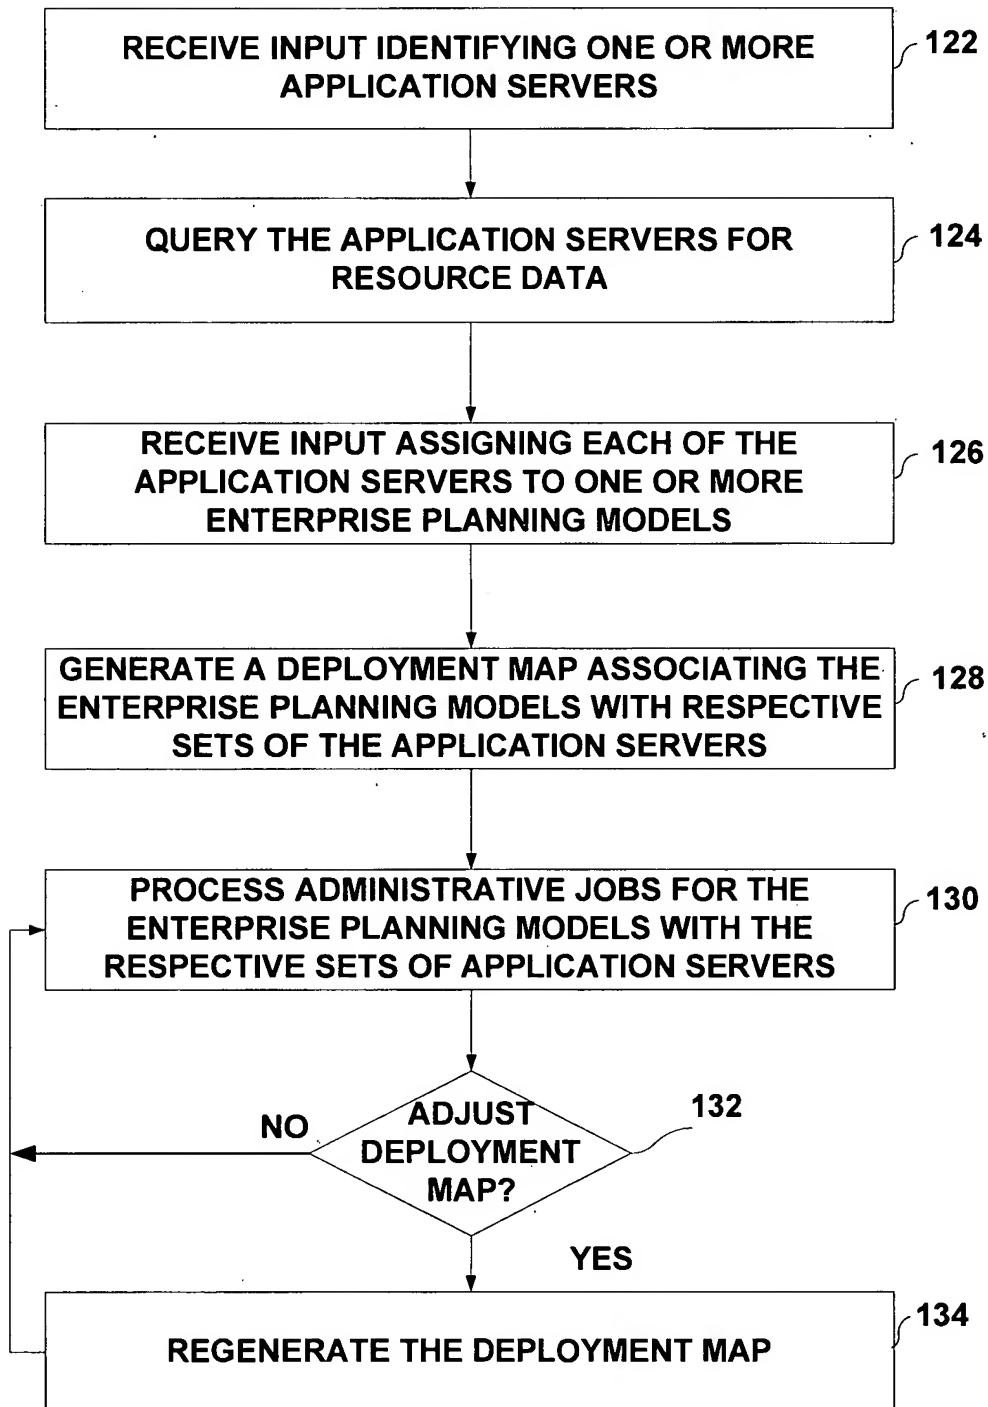 RECEIVE INPUT IDENTIFYING ONE OR MORE
APPLICATION SERVERS
122
QUERY THE APPLICATION SERVERS FOR
RESOURCE DATA
124
RECEIVE INPUT ASSIGNING EACH OF THE
APPLICATION SERVERS TO ONE OR MORE
ENTERPRISE PLANNING MODELS
126
GENERATE A DEPLOYMENT MAP ASSOCIATING THE
ENTERPRISE PLANNING MODELS WITH RESPECTIVE
SETS OF THE APPLICATION SERVERS
128
PROCESS ADMINISTRATIVE JOBS FOR THE
ENTERPRISE PLANNING MODELS WITH THE
RESPECTIVE SETS OF APPLICATION SERVERS
130
ADJUST
DEPLOYMENT
MAP?
132
NO
YES
REGENERATE THE DEPLOYMENT MAP
134